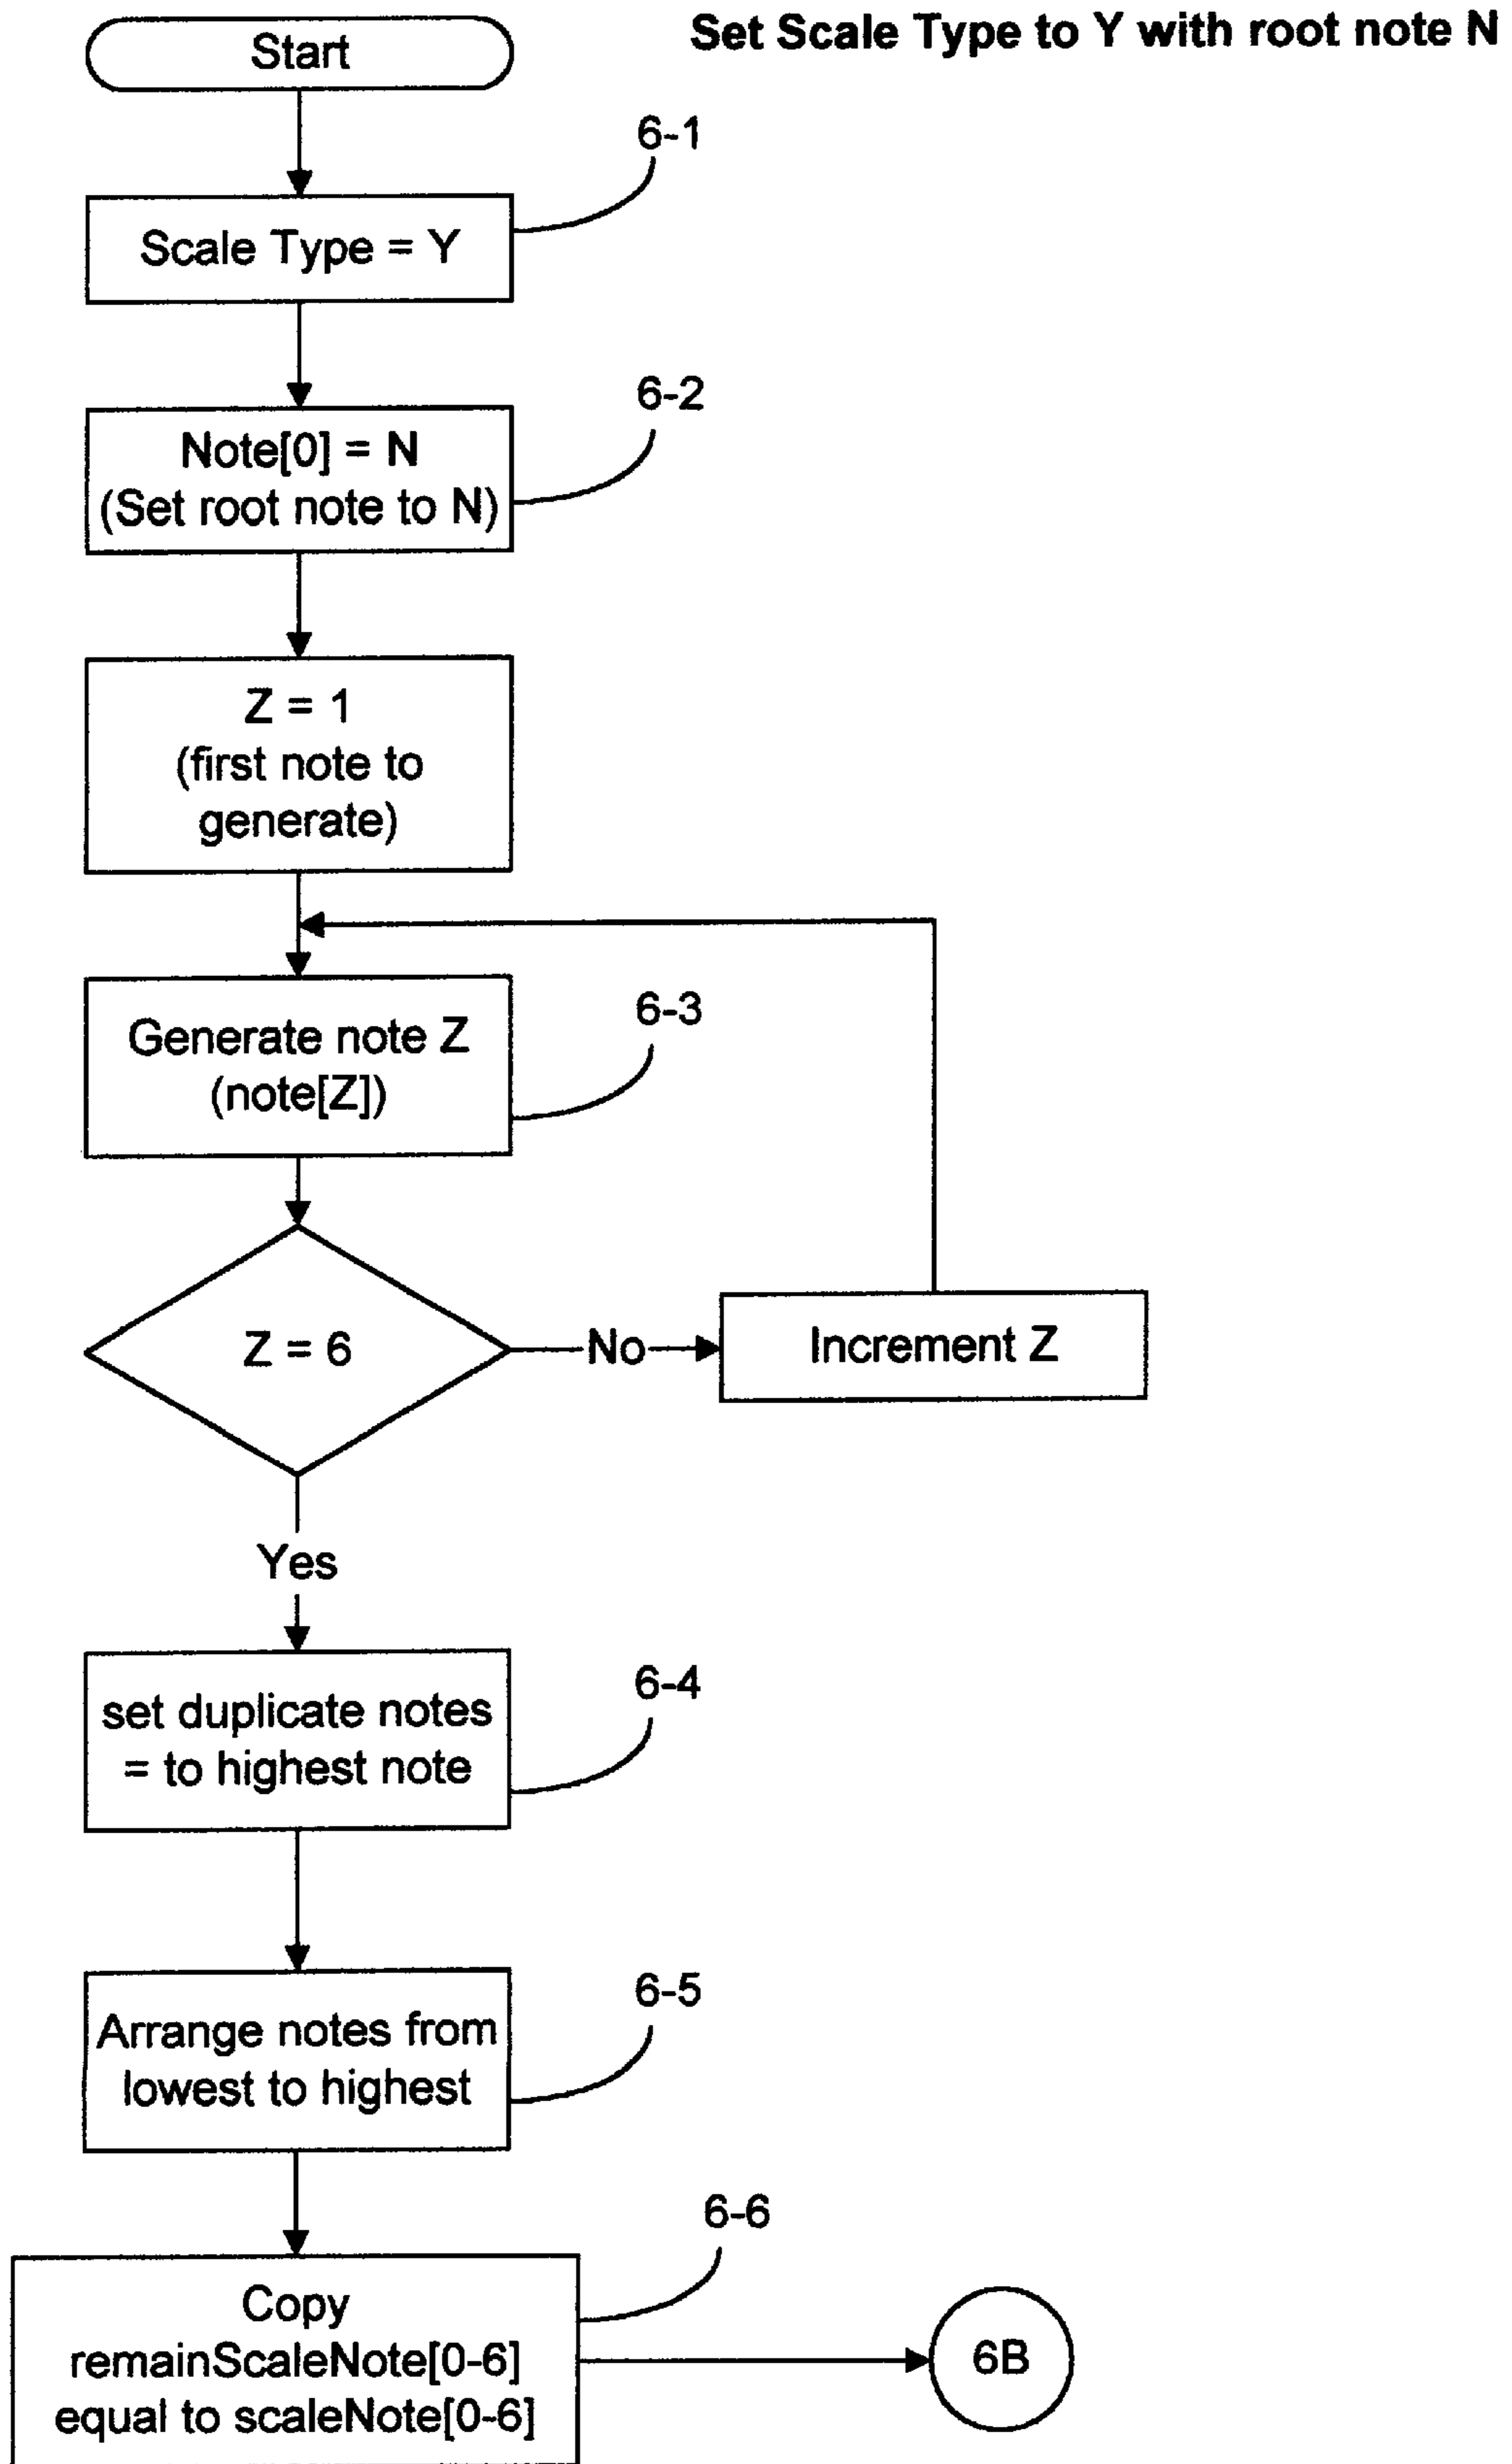 Set Scale Type to Y with root note N
Start
6-1
Scale Type = Y
6-2
Note[0] = N
(Set root note to N)
Z = 1
(first note to
generate)
6-3
Generate note Z
(note[Z])
Z = 6
No
Increment Z
Yes
6-4
set duplicate notes
= to highest note
6-5
Arrange notes from
lowest to highest
6-6
Copy
remainScaleNote[0-6]
equal to scaleNote[0-6]
6B